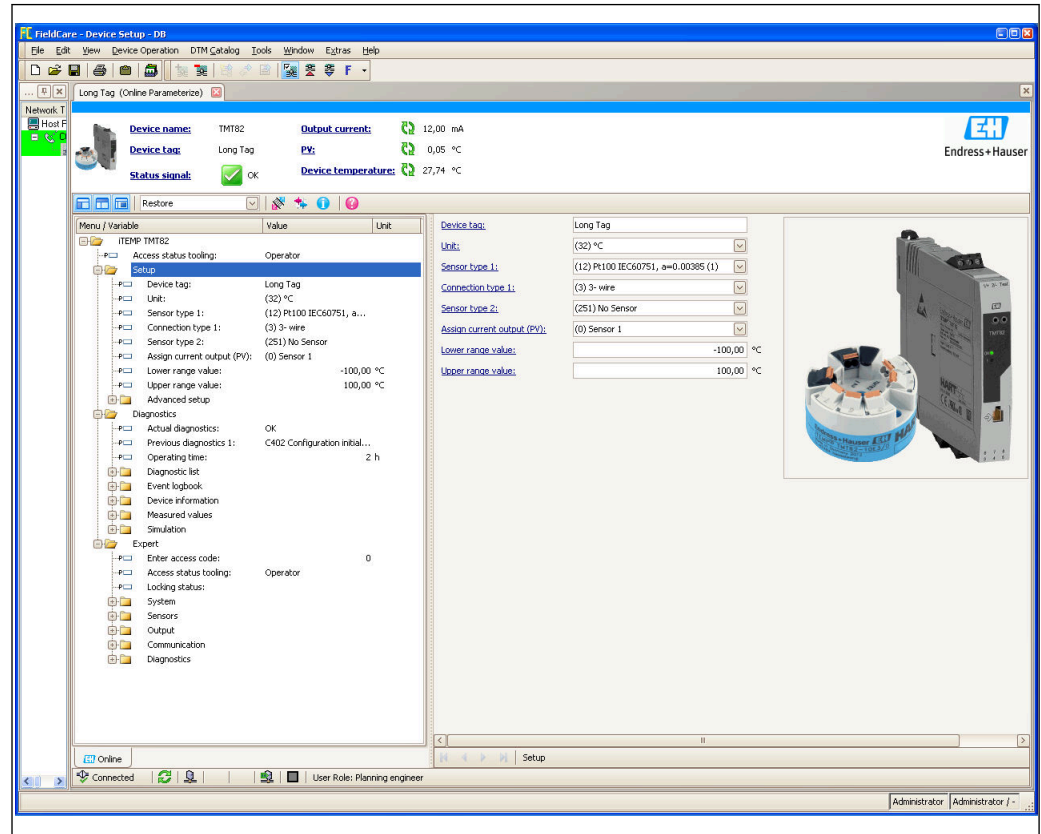 FieldCare - Device Setup - DB
File Edit View Device Operation DTM Catalog Tools Window Extras Help
F
...
Long Tag (Online Parameterize)
Network T
Host F
Device name: TMT82 Output current: 12,00 mA
Device tag: Long Tag PV: 0,05 °C
Status signal: OK Device temperature: 27,74 °C
Endress+Hauser
Restore
Menu / Variable Value Unit
iTEMP TMT82
Access status tooling: Operator
Setup
Device tag: Long Tag
Unit: (32) °C
Sensor type 1: (12) Pt100 IEC60751, a...
Connection type 1: (3) 3- wire
Sensor type 2: (251) No Sensor
Assign current output (PV): (0) Sensor 1
Lower range value: -100,00 °C
Upper range value: 100,00 °C
Advanced setup
Diagnostics
Actual diagnostics: OK
Previous diagnostics 1: C402 Configuration initial...
Operating time: 2 h
Diagnostic list
Event logbook
Device information
Measured values
Simulation
Expert
Enter access code: 0
Access status tooling: Operator
Locking status:
System
Sensors
Output
Communication
Diagnostics
Device tag: Long Tag
Unit: (32) °C
Sensor type 1: (12) Pt100 IEC60751, a=0.00385 (1)
Connection type 1: (3) 3- wire
Sensor type 2: (251) No Sensor
Assign current output (PV): (0) Sensor 1
Lower range value: -100,00 °C
Upper range value: 100,00 °C
TMT82
HART
Endress+Hauser
HART
Online
Setup
Connected User Role: Planning engineer
Administrator Administrator / -